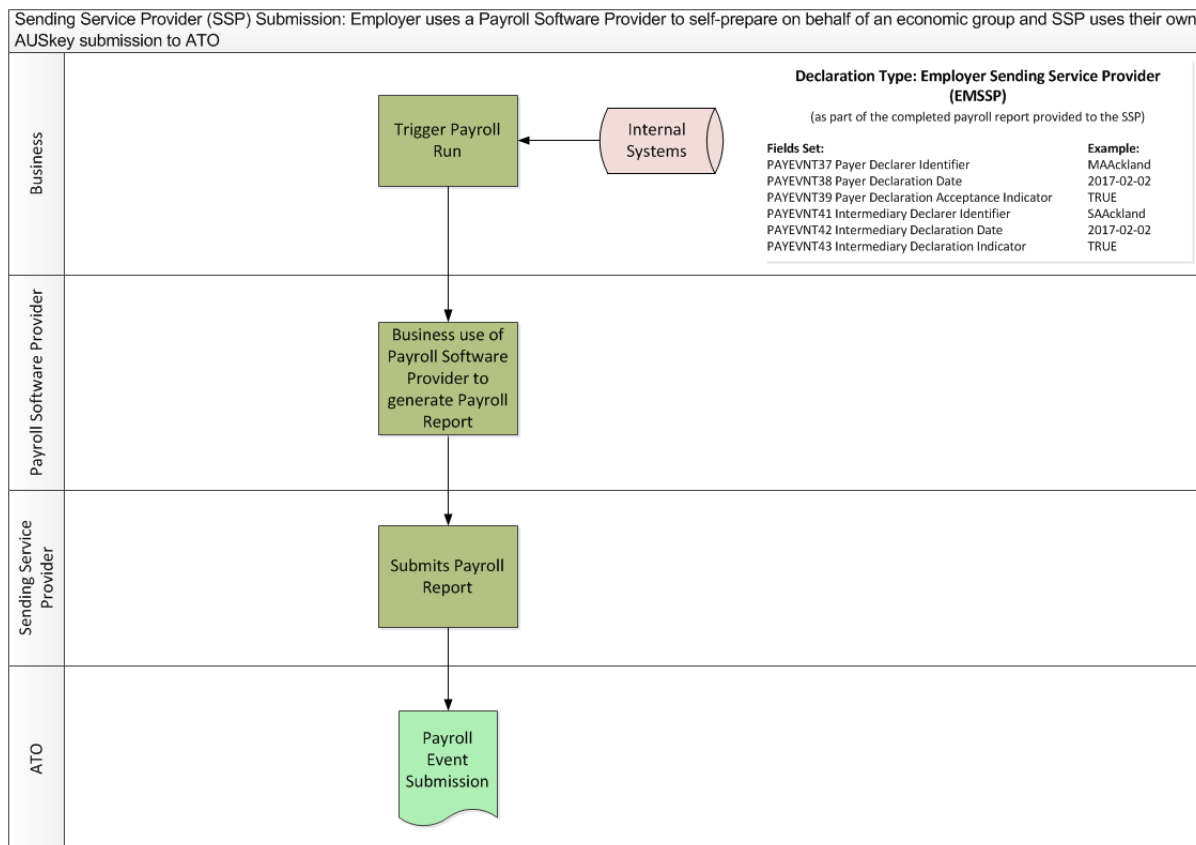 Sending Service Provider (SSP) Submission: Employer uses a Payroll Software Provider to self-prepare on behalf of an economic group and SSP uses their own
AUSkey submission to ATO
Business
Trigger Payroll
Run
Internal
Systems
Declaration Type: Employer Sending Service Provider
(EMSSP)
(as part of the completed payroll report provided to the SSP)
Fields Set: Example:
PAYEVNT37 Payer Declarer Identifier MAAckland
PAYEVNT38 Payer Declaration Date 2017-02-02
PAYEVNT39 Payer Declaration Acceptance Indicator TRUE
PAYEVNT41 Intermediary Declarer Identifier SAAckland
PAYEVNT42 Intermediary Declaration Date 2017-02-02
PAYEVNT43 Intermediary Declaration Indicator TRUE
Payroll Software Provider
Business use of
Payroll Software
Provider to
generate Payroll
Report
Sending Service
Provider
Submits Payroll
Report
ATO
Payroll
Event
Submission